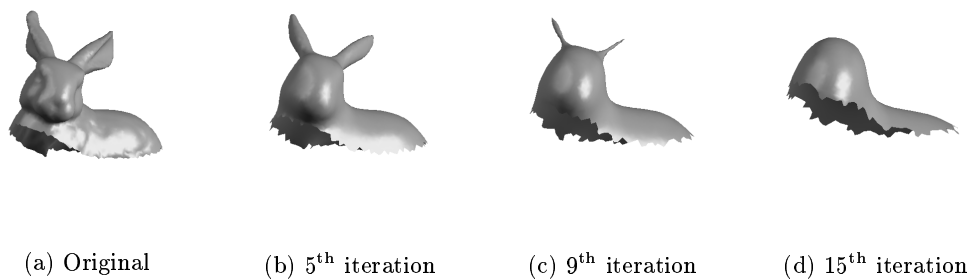 (a) Original
(b) 5th iteration
(c) 9th iteration
(d) 15th iteration